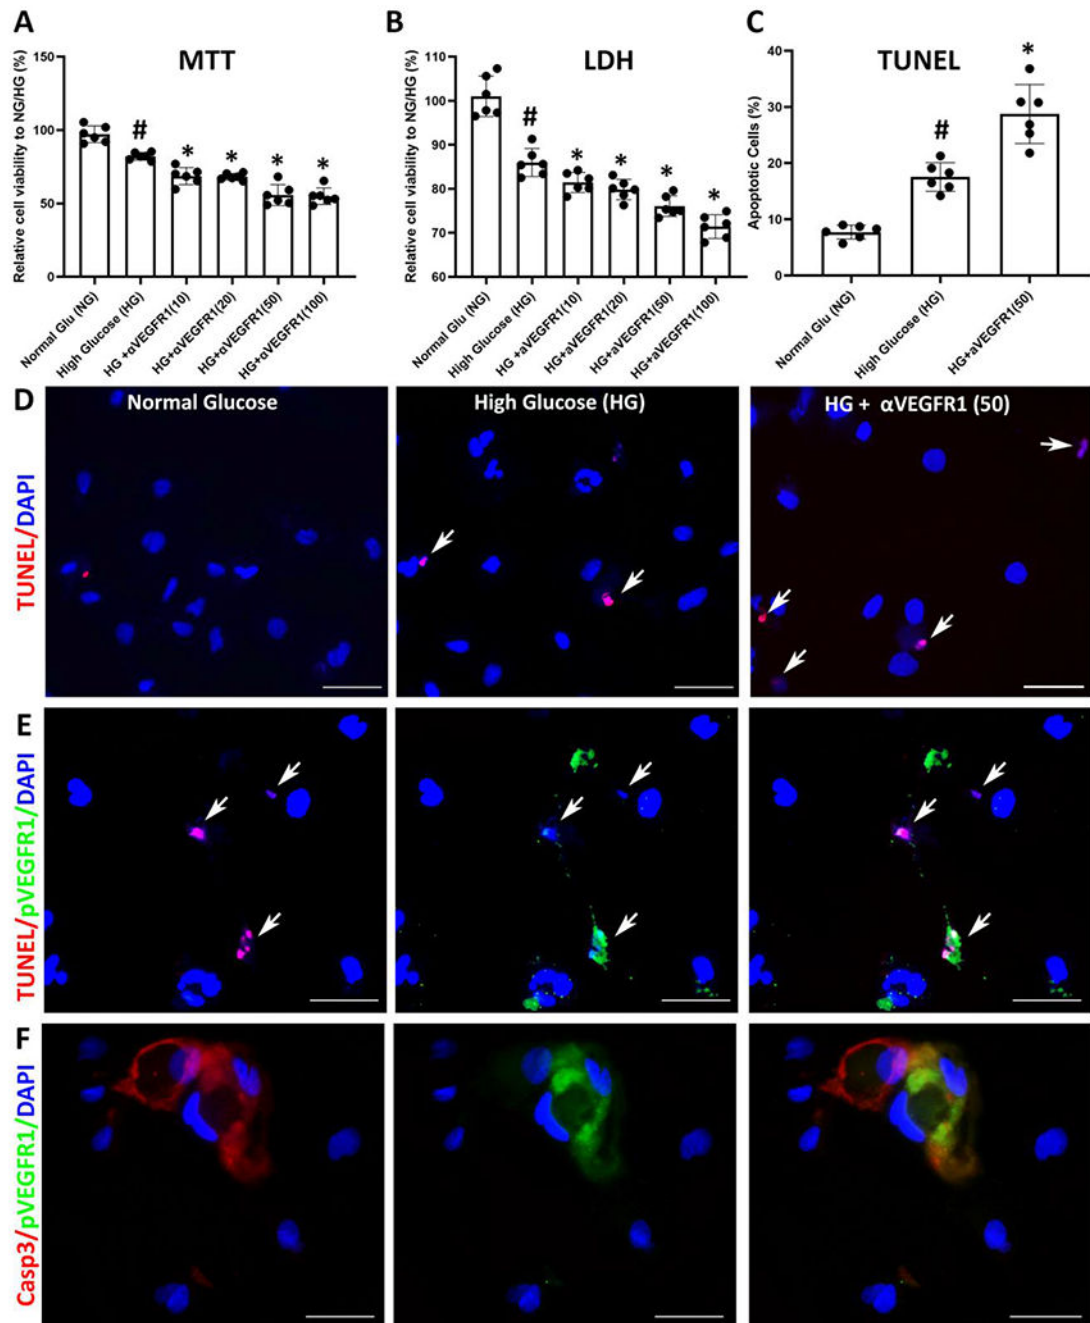 A
MTT
Relative cell viability to NG/HG (%)
150
100
50
0
#
*
*
*
*
Normal Glu (NG)
High Glucose (HG)
HG +αVEGFR1(10)
HG+αVEGFR1(20)
HG+αVEGFR1(50)
HG+αVEGFR1(100)
B
LDH
Relative cell viability to NG/HG (%)
110
100
90
80
70
60
#
*
*
*
*
Normal Glu (NG)
High Glucose (HG)
HG +αVEGFR1(10)
HG+αVEGFR1(20)
HG+αVEGFR1(50)
HG+αVEGFR1(100)
C
TUNEL
Apoptotic Cells (%)
40
30
20
10
0
#
*
Normal Glu (NG)
High Glucose (HG)
HG+αVEGFR1(50)
D
TUNEL/DAPI
Normal Glucose
High Glucose (HG)
HG + αVEGFR1 (50)
E
TUNEL/pVEGFR1/DAPI
F
Casp3/pVEGFR1/DAPI